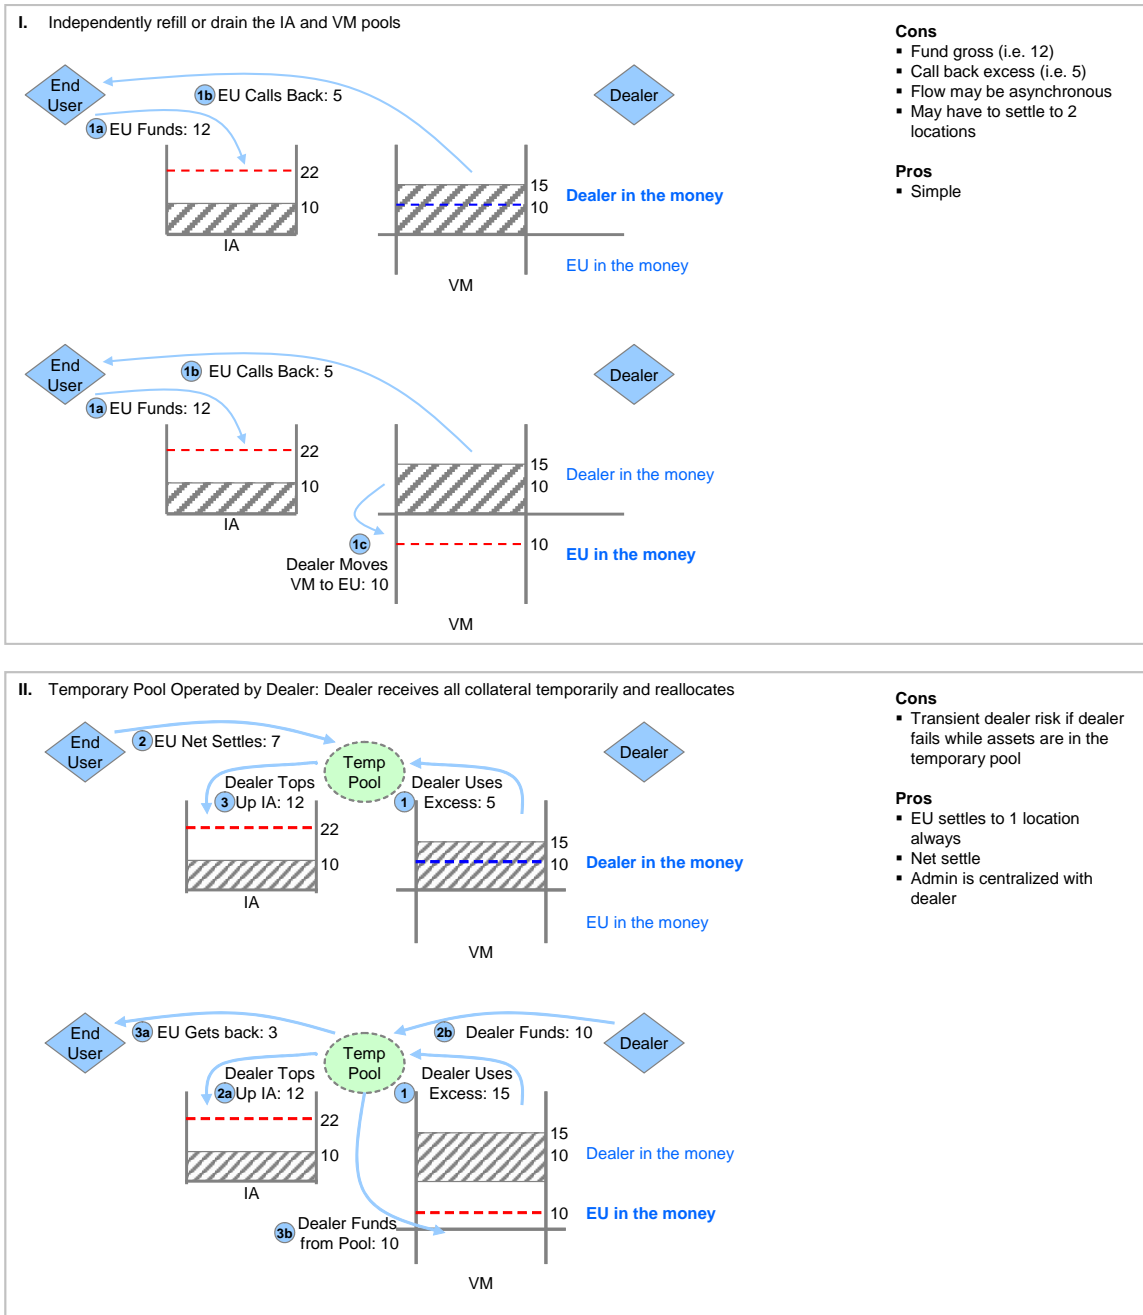 I. Independently refill or drain the IA and VM pools
Cons
▪ Fund gross (i.e. 12)
▪ Call back excess (i.e. 5)
▪ Flow may be asynchronous
▪ May have to settle to 2
locations
Pros
▪ Simple
End
User
1b EU Calls Back: 5
Dealer
1a EU Funds: 12
22
10
IA
15
10
Dealer in the money
EU in the money
VM
End
User
1b EU Calls Back: 5
Dealer
1a EU Funds: 12
22
10
IA
15
10
Dealer in the money
1c
Dealer Moves
VM to EU: 10
10
EU in the money
VM
II. Temporary Pool Operated by Dealer: Dealer receives all collateral temporarily and reallocates
Cons
▪ Transient dealer risk if dealer
fails while assets are in the
temporary pool
Pros
▪ EU settles to 1 location
always
▪ Net settle
▪ Admin is centralized with
dealer
End
User
2 EU Net Settles: 7
Temp
Pool
Dealer
Dealer Tops
3 Up IA: 12
Dealer Uses
1 Excess: 5
22
10
IA
15
10
Dealer in the money
EU in the money
VM
End
User
3a EU Gets back: 3
2b Dealer Funds: 10
Dealer
Temp
Pool
Dealer Tops
2a Up IA: 12
Dealer Uses
1 Excess: 15
22
10
IA
15
10
Dealer in the money
10
EU in the money
3b Dealer Funds
from Pool: 10
VM